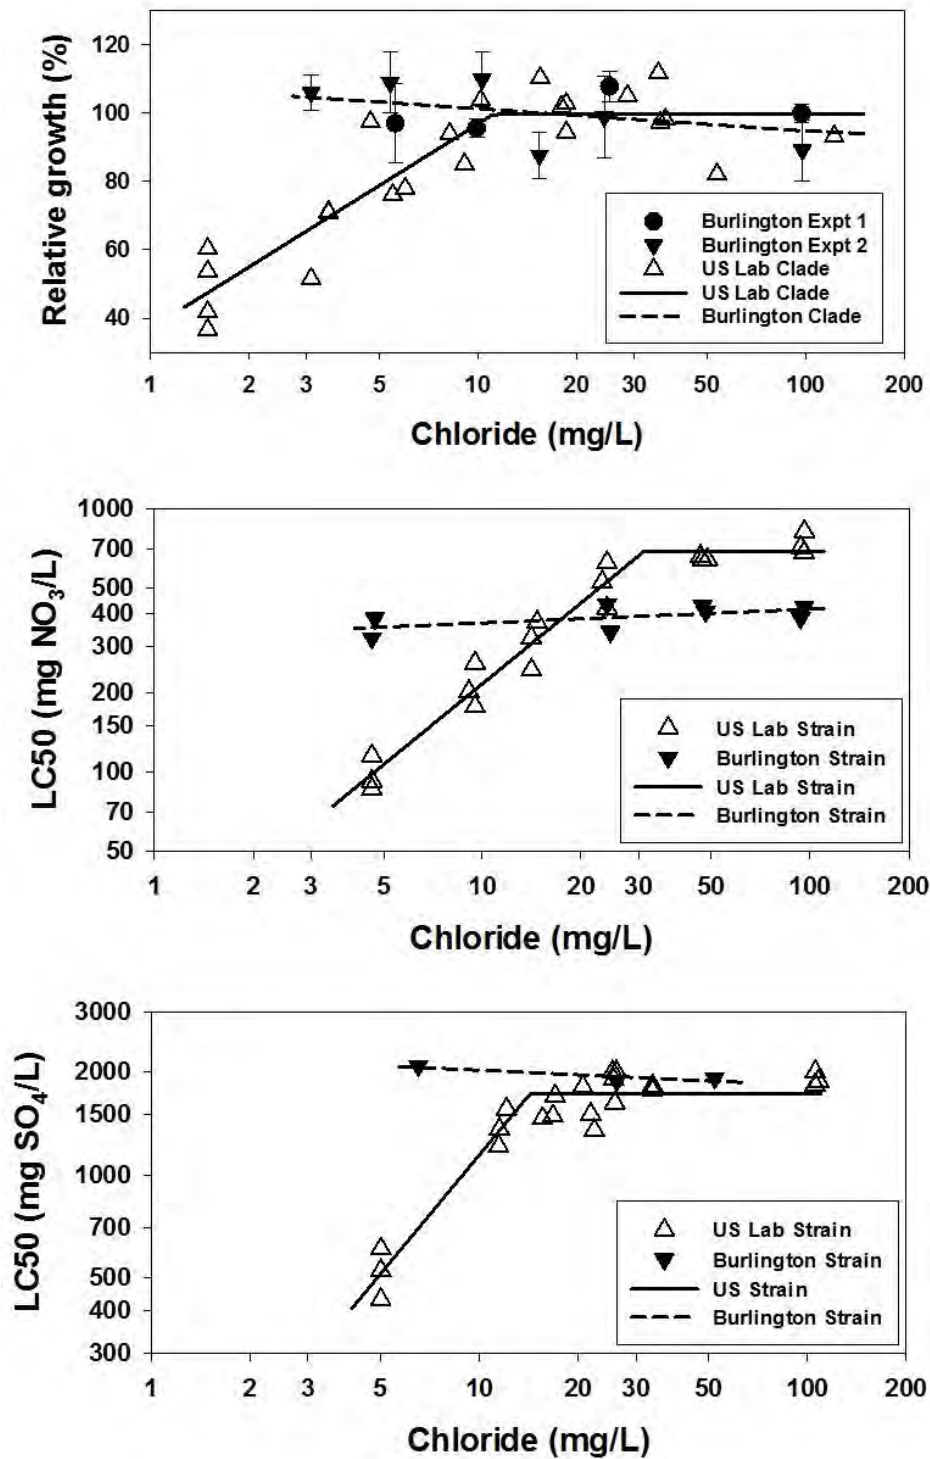 Relative growth (%)
120
100
80
60
40
Burlington Expt 1
Burlington Expt 2
US Lab Clade
US Lab Clade
Burlington Clade
1 2 3 5 10 20 30 50 100 200
Chloride (mg/L)
LC50 (mg NO3/L)
1000
700
500
400
300
200
150
100
70
50
US Lab Strain
Burlington Strain
US Lab Strain
Burlington Strain
1 2 3 5 10 20 30 50 100 200
Chloride (mg/L)
LC50 (mg SO4/L)
3000
2000
1500
1000
700
500
400
300
US Lab Strain
Burlington Strain
US Strain
Burlington Strain
1 2 3 5 10 20 30 50 100 200
Chloride (mg/L)